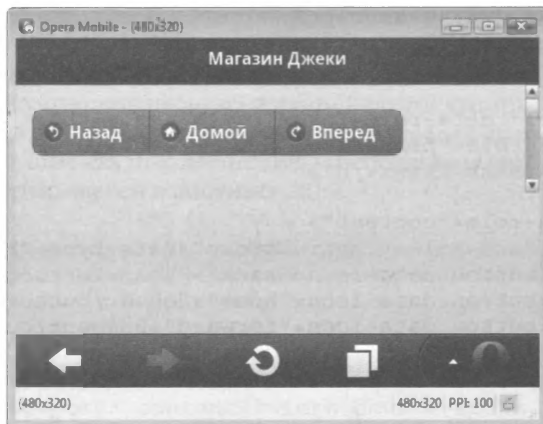 Opera Mobile - (480x320)
Магазин Джеки
Назад Домой Вперед
(480x320) 480x320 PPI: 100